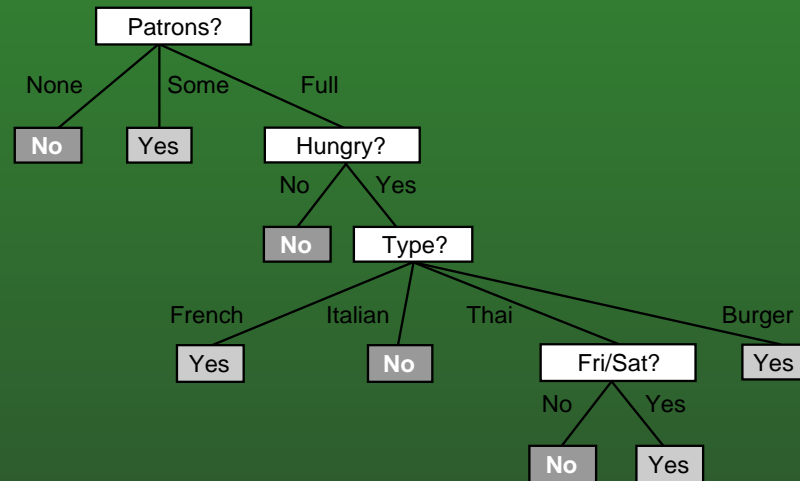 Patrons?
None Some Full
No Yes Hungry?
No Yes
No Type?
French Italian Thai Burger
Yes No Fri/Sat? Yes
No Yes
No Yes